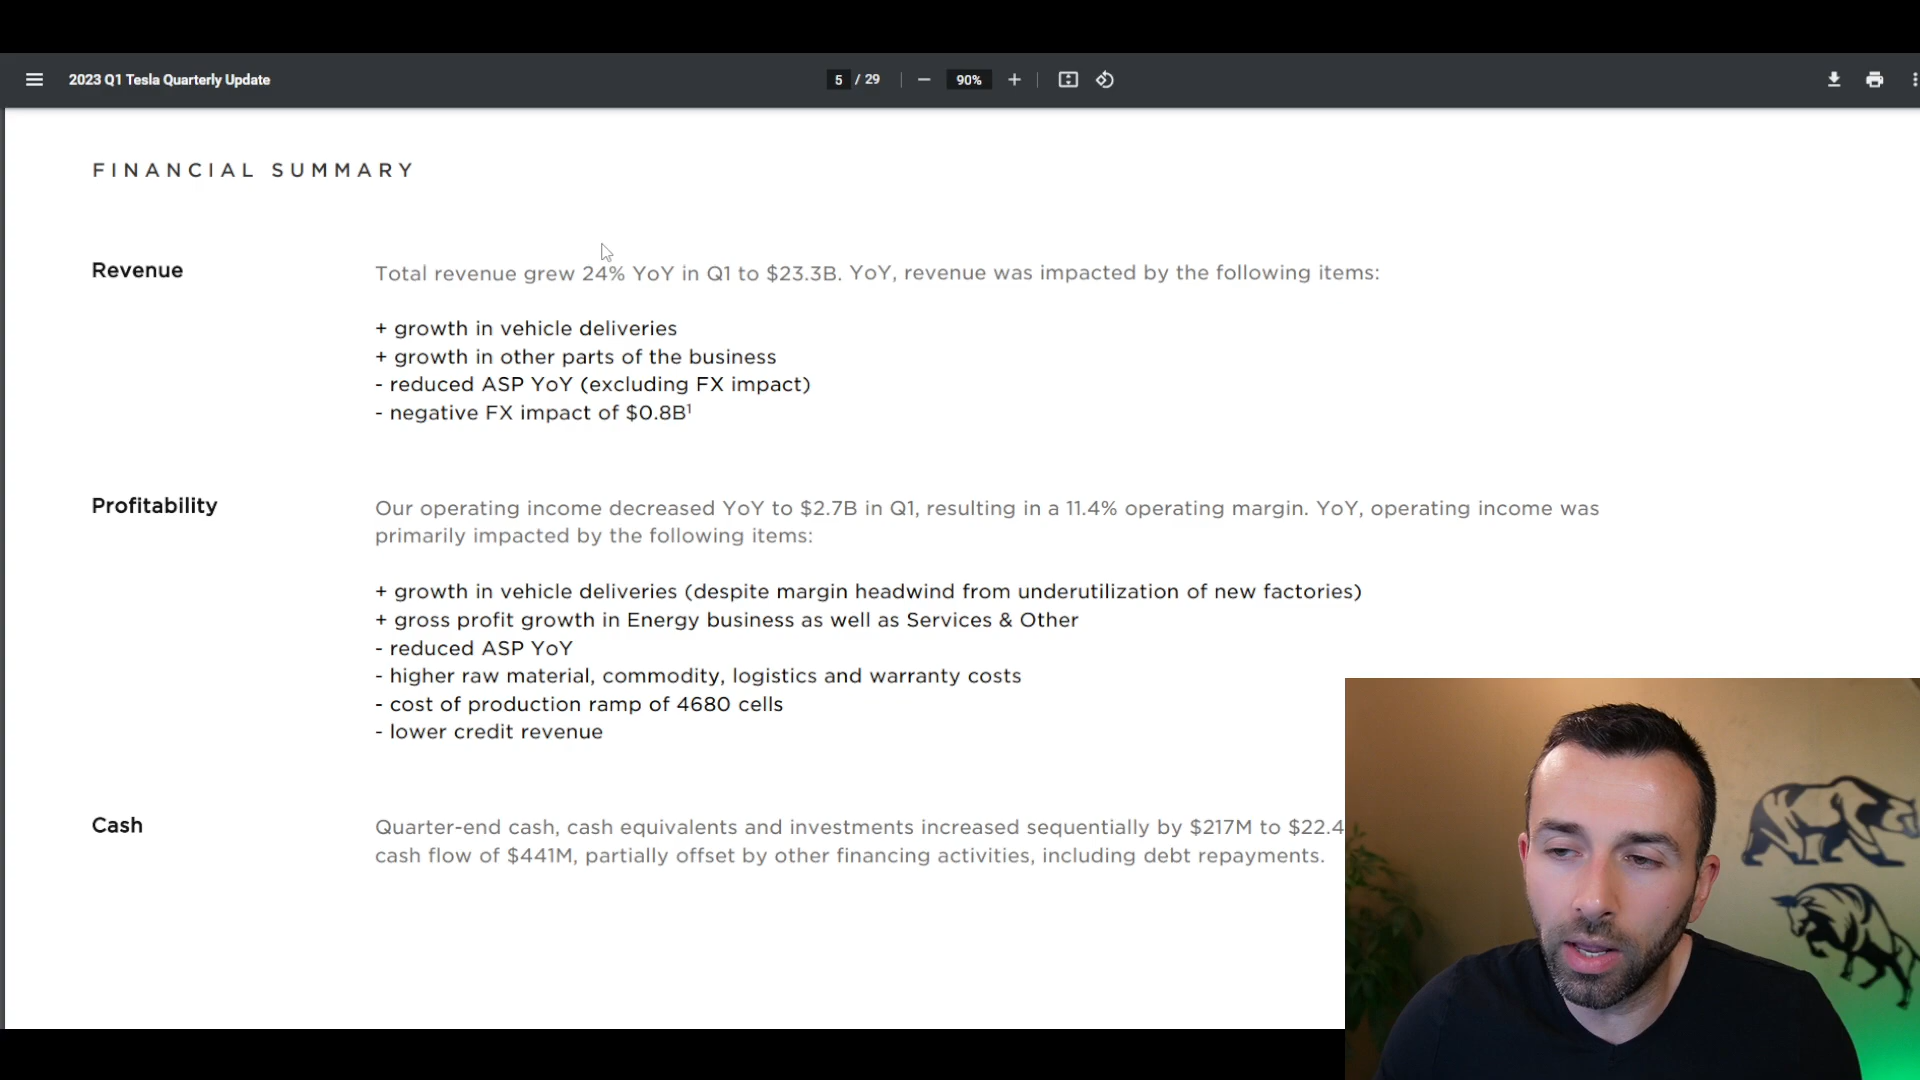 2023 Q1 Tesla Quarterly Update
5 / 29
90%
FINANCIAL SUMMARY
Revenue
Total revenue grew 24% YoY in Q1 to $23.3B. YoY, revenue was impacted by the following items:
+ growth in vehicle deliveries
+ growth in other parts of the business
- reduced ASP YoY (excluding FX impact)
- negative FX impact of $0.8B¹
Profitability
Our operating income decreased YoY to $2.7B in Q1, resulting in a 11.4% operating margin. YoY, operating income was
primarily impacted by the following items:
+ growth in vehicle deliveries (despite margin headwind from underutilization of new factories)
+ gross profit growth in Energy business as well as Services & Other
- reduced ASP YoY
- higher raw material, commodity, logistics and warranty costs
- cost of production ramp of 4680 cells
- lower credit revenue
Cash
Quarter-end cash, cash equivalents and investments increased sequentially by $217M to $22.4
cash flow of $441M, partially offset by other financing activities, including debt repayments.